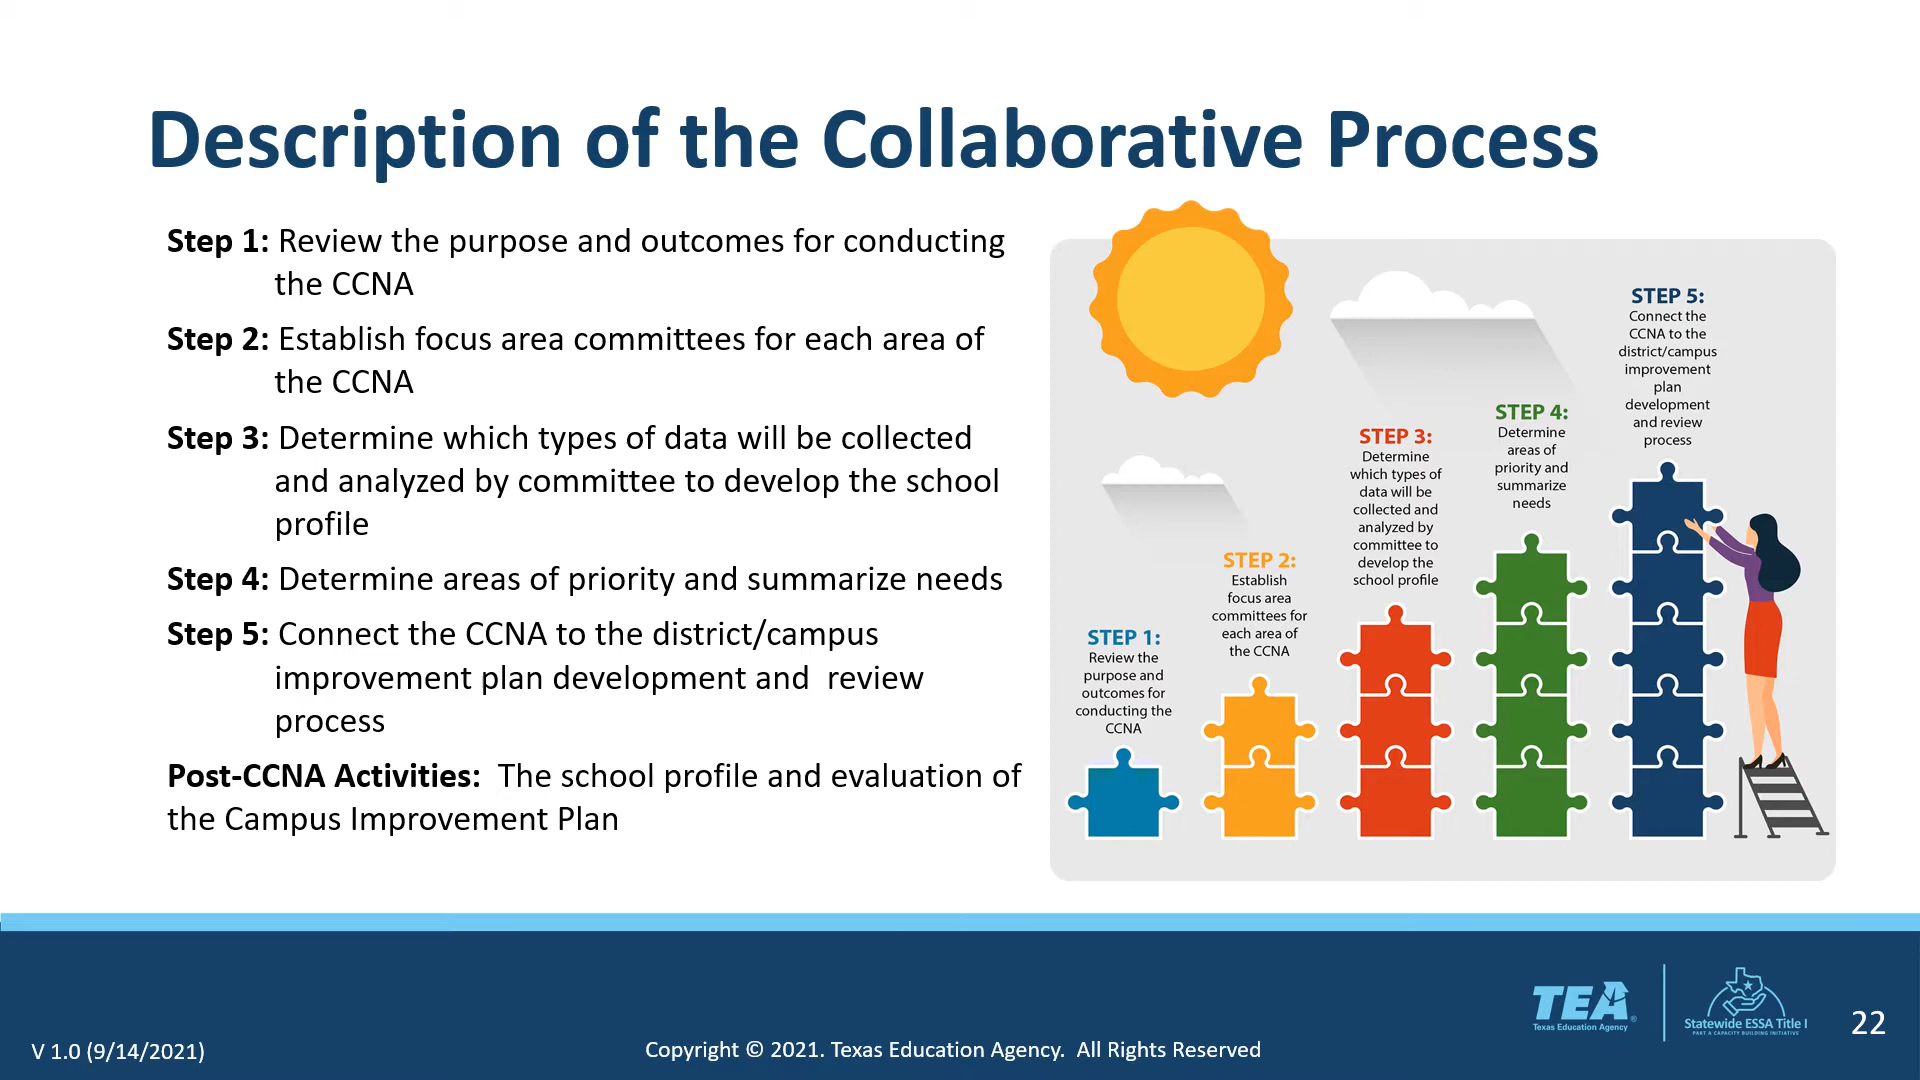 Description of the Collaborative Process
Step 1: Review the purpose and outcomes for conducting
the CCNA
Step 2: Establish focus area committees for each area of
the CCNA
Step 3: Determine which types of data will be collected
and analyzed by committee to develop the school
profile
Step 4: Determine areas of priority and summarize needs
Step 5: Connect the CCNA to the district/campus
improvement plan development and  review
process
Post-CCNA Activities:  The school profile and evaluation of
the Campus Improvement Plan
STEP 1:
Review the
purpose and
outcomes for
conducting the
CCNA
STEP 2:
Establish
focus area
committees for
each area of
the CCNA
STEP 3:
Determine
which types of
data will be
collected and
analyzed by
committee to
develop the
school profile
STEP 4:
Determine
areas of
priority and
summarize
needs
STEP 5:
Connect the
CCNA to the
district/campus
improvement
plan
development
and review
process
V 1.0 (9/14/2021)
Copyright © 2021. Texas Education Agency.  All Rights Reserved
TEA®
Texas Education Agency
Statewide ESSA Title I
PART A CAPACITY BUILDING INITIATIVE
22